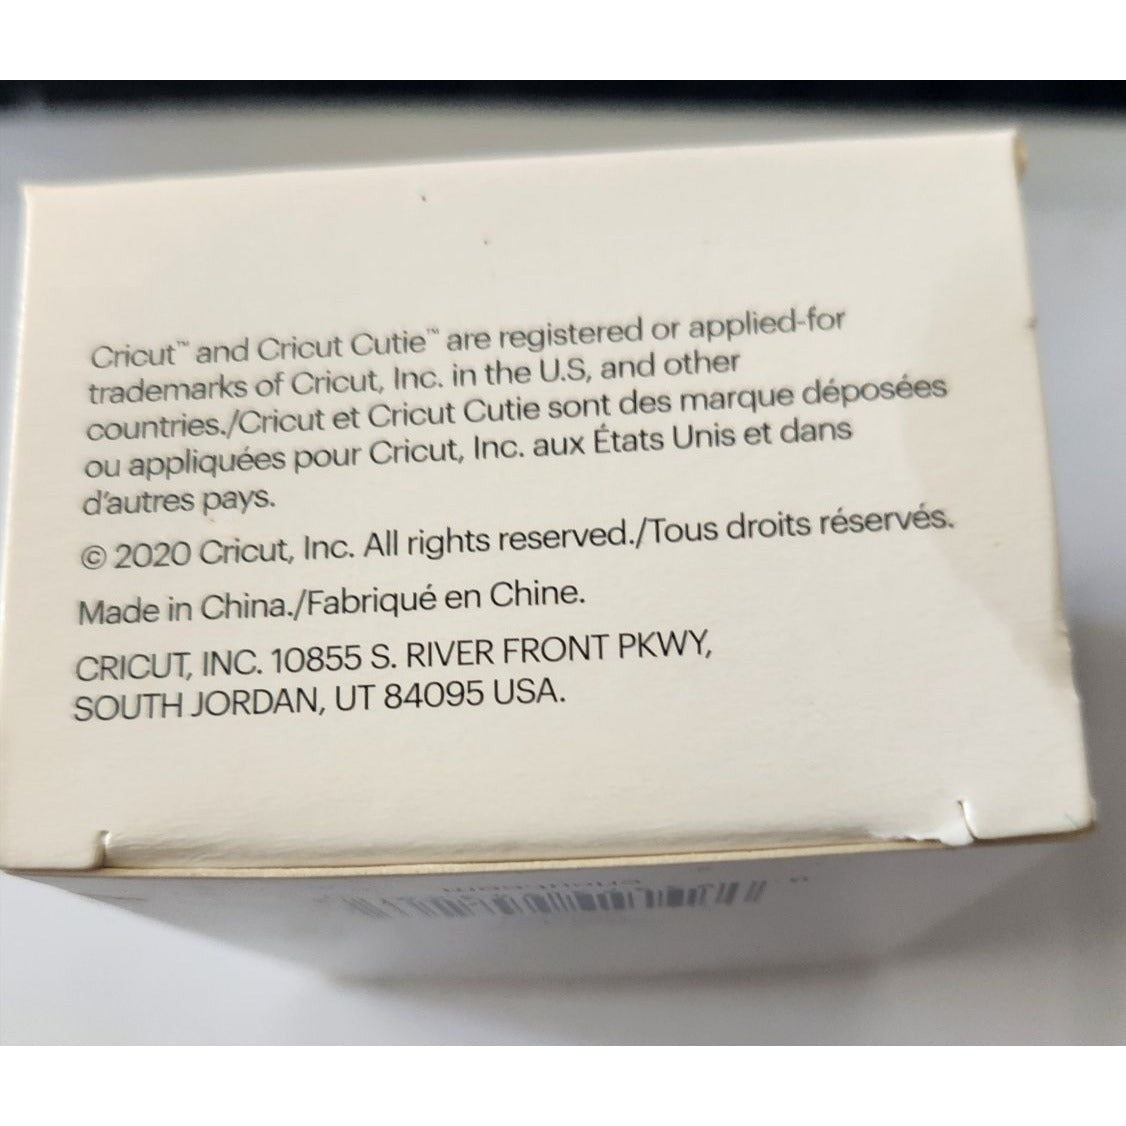 Cricut™ and Cricut Cutie™ are registered or applied-for
trademarks of Cricut, Inc. in the U.S, and other
countries./Cricut et Cricut Cutie sont des marque déposées
ou appliquées pour Cricut, Inc. aux États Unis et dans
d'autres pays.
© 2020 Cricut, Inc. All rights reserved./Tous droits réservés.
Made in China./Fabriqué en Chine.
CRICUT, INC. 10855 S. RIVER FRONT PKWY,
SOUTH JORDAN, UT 84095 USA.